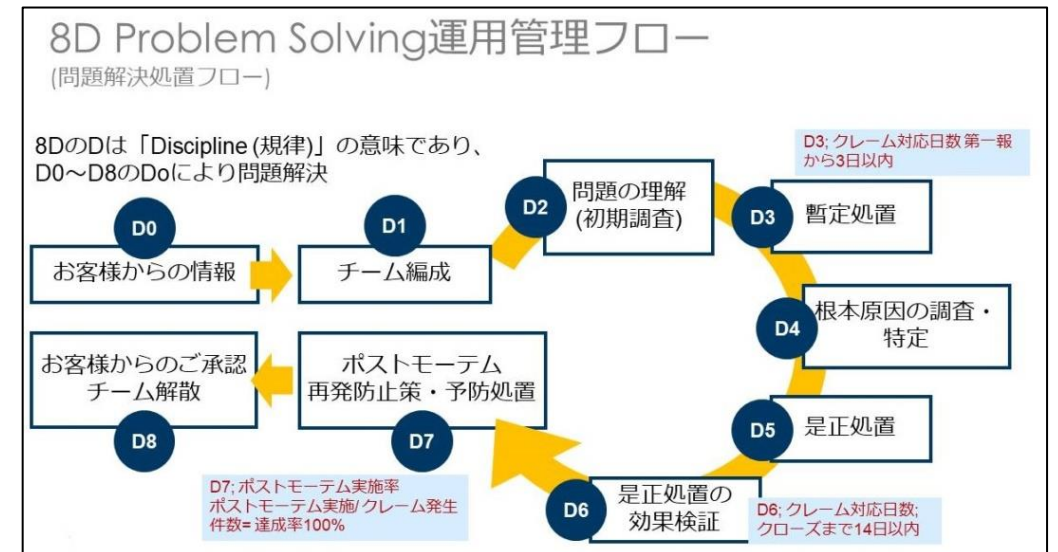 8D Problem Solving運用管理フロー
(問題解決処置フロー)
8DのDは「Discipline (規律)」の意味であり、
D0～D8のDoにより問題解決
D0
お客様からの情報
D1
チーム編成
D2
問題の理解
(初期調査)
D3; クレーム対応日数 第一報
から3日以内
D3
暫定処置
D4
根本原因の調査・
特定
D5
是正処置
D6
是正処置の
効果検証
D6; クレーム対応日数;
クローズまで14日以内
ポストモーテム
再発防止策・予防処置
D7
D7; ポストモーテム実施率
ポストモーテム実施/ クレーム発生
件数= 達成率100%
お客様からのご承認
チーム解散
D8